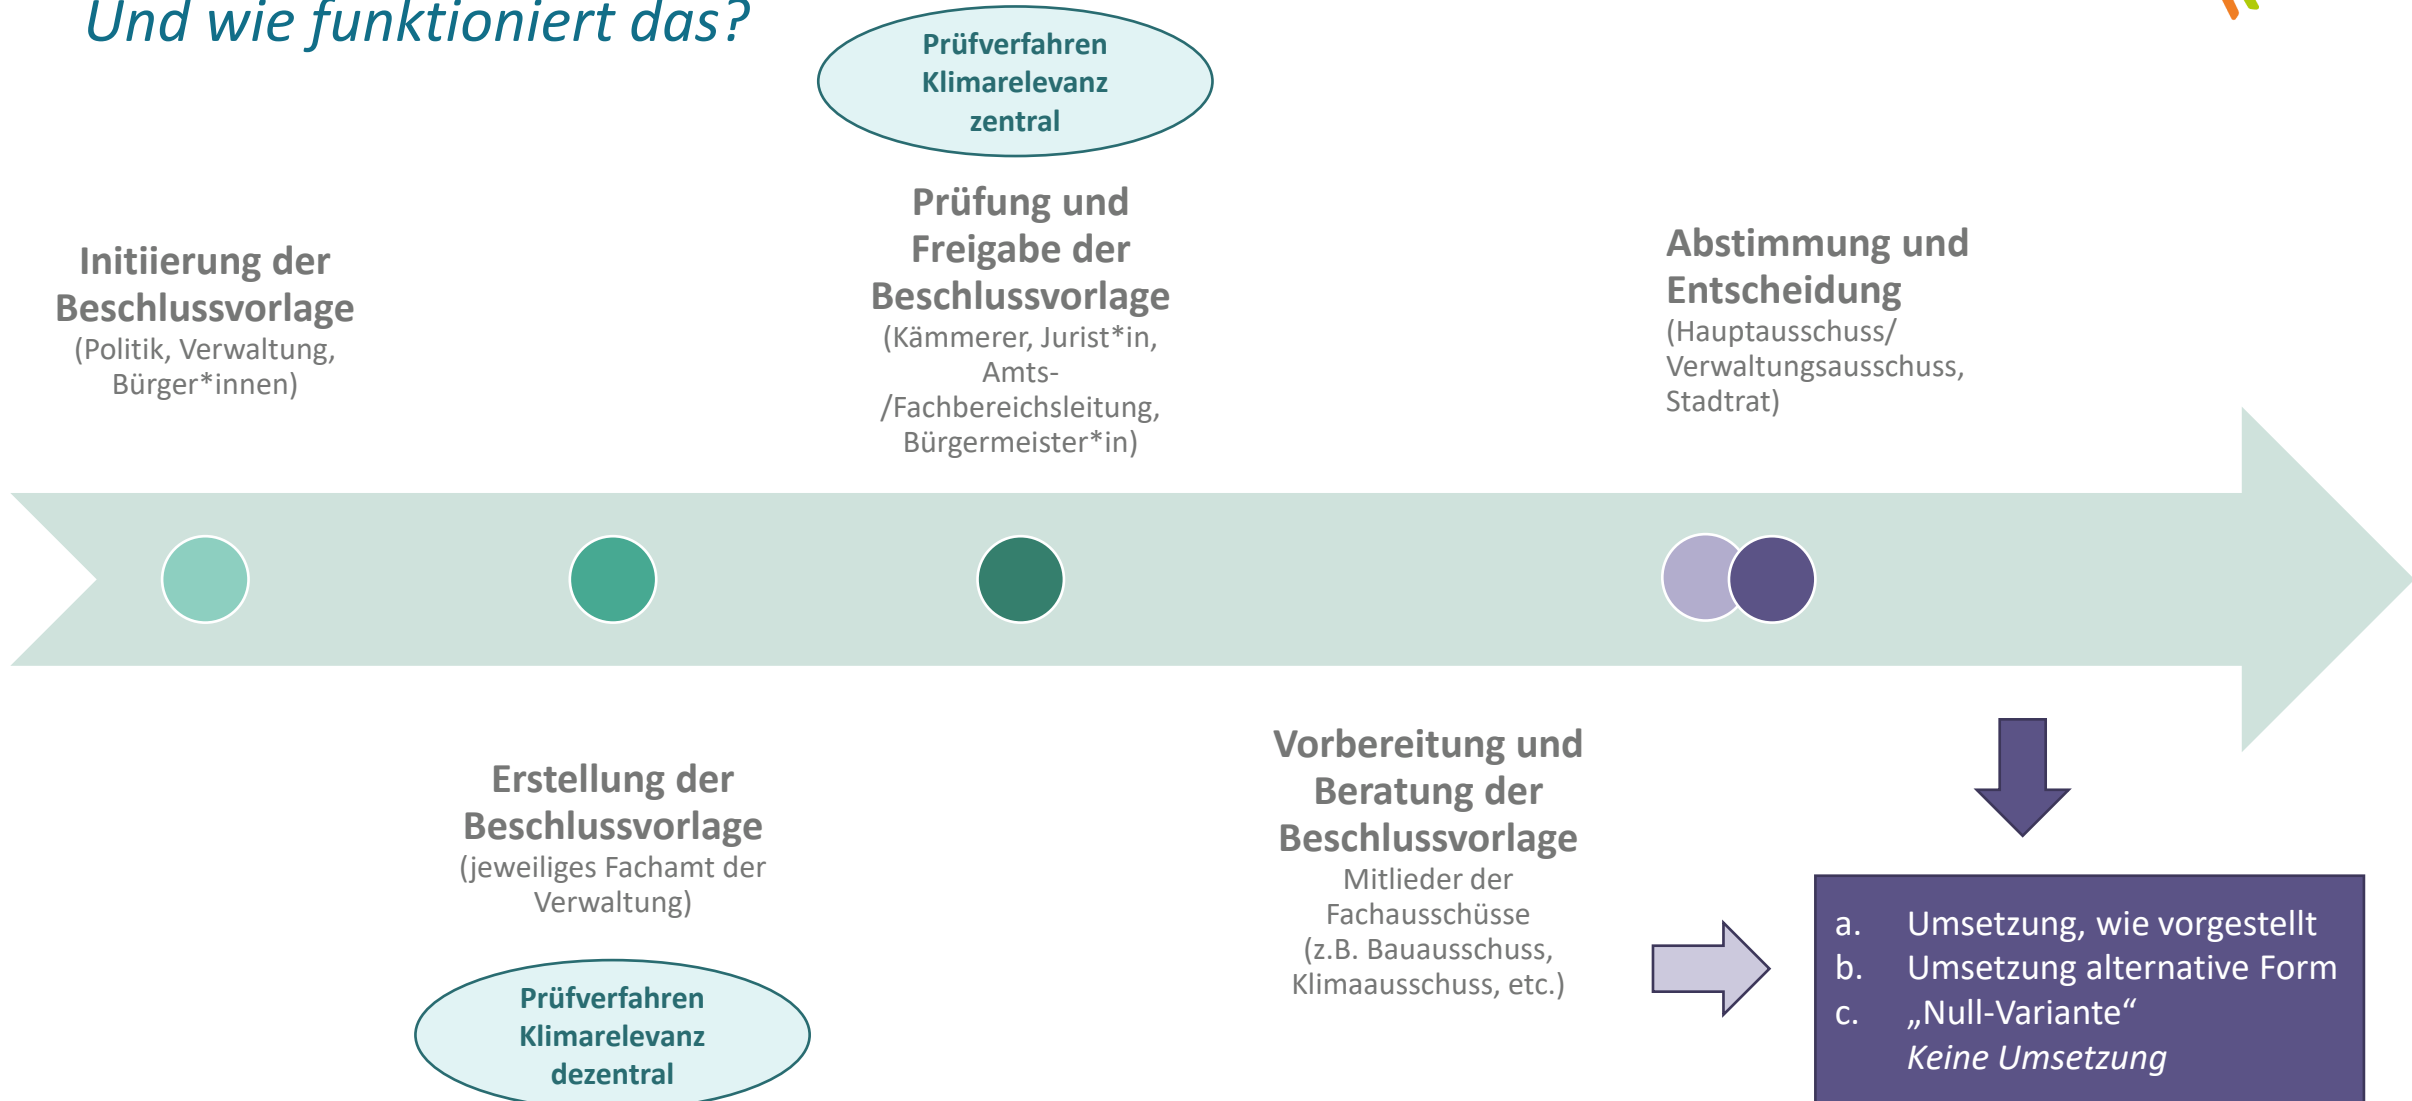 Und wie funktioniert das?
Prüfverfahren
Klimarelevanz
zentral
Initiierung der
Beschlussvorlage
(Politik, Verwaltung,
Bürger*innen)
Prüfung und
Freigabe der
Beschlussvorlage
(Kämmerer, Jurist*in,
Amts-
/Fachbereichsleitung,
Bürgermeister*in)
Abstimmung und
Entscheidung
(Hauptausschuss/
Verwaltungsausschuss,
Stadtrat)
Erstellung der
Beschlussvorlage
(jeweiliges Fachamt der
Verwaltung)
Prüfverfahren
Klimarelevanz
dezentral
Vorbereitung und
Beratung der
Beschlussvorlage
Mitlieder der
Fachausschüsse
(z.B. Bauausschuss,
Klimaausschuss, etc.)
a. Umsetzung, wie vorgestellt
b. Umsetzung alternative Form
c. „Null-Variante“
Keine Umsetzung